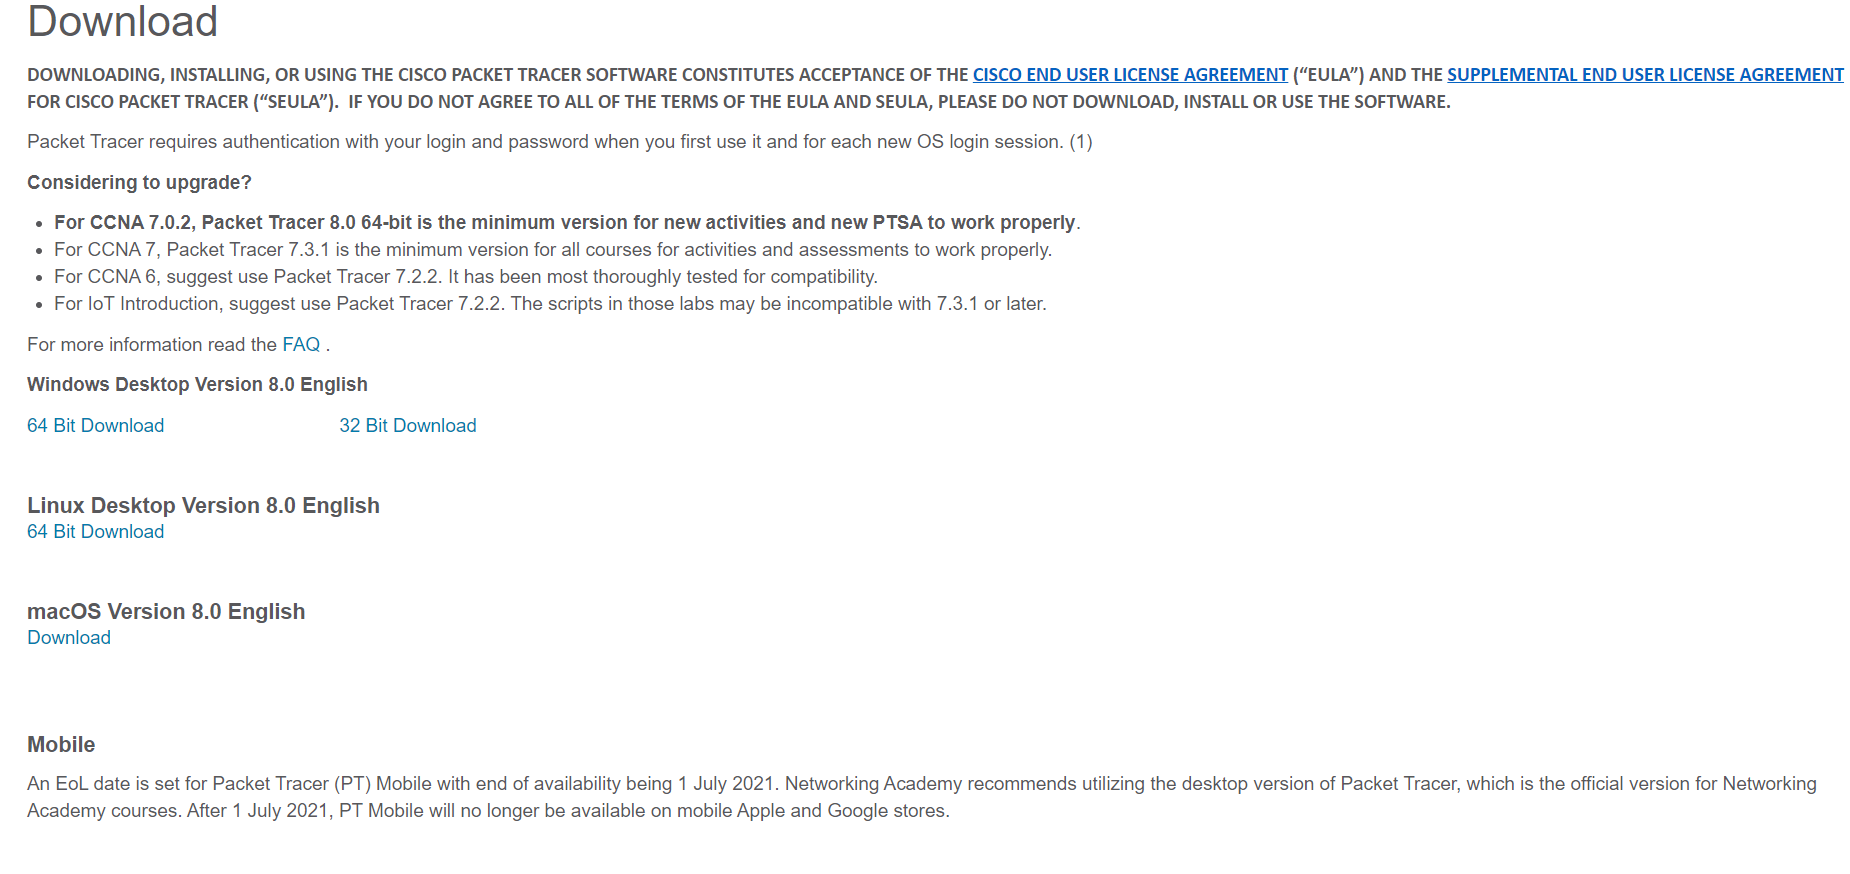 Download
DOWNLOADING, INSTALLING, OR USING THE CISCO PACKET TRACER SOFTWARE CONSTITUTES ACCEPTANCE OF THE CISCO END USER LICENSE AGREEMENT (“EULA”) AND THE SUPPLEMENTAL END USER LICENSE AGREEMENT
FOR CISCO PACKET TRACER (“SEULA”).  IF YOU DO NOT AGREE TO ALL OF THE TERMS OF THE EULA AND SEULA, PLEASE DO NOT DOWNLOAD, INSTALL OR USE THE SOFTWARE.
Packet Tracer requires authentication with your login and password when you first use it and for each new OS login session. (1)
Considering to upgrade?
• For CCNA 7.0.2, Packet Tracer 8.0 64-bit is the minimum version for new activities and new PTSA to work properly.
• For CCNA 7, Packet Tracer 7.3.1 is the minimum version for all courses for activities and assessments to work properly.
• For CCNA 6, suggest use Packet Tracer 7.2.2. It has been most thoroughly tested for compatibility.
• For IoT Introduction, suggest use Packet Tracer 7.2.2. The scripts in those labs may be incompatible with 7.3.1 or later.
For more information read the FAQ .
Windows Desktop Version 8.0 English
64 Bit Download 32 Bit Download
Linux Desktop Version 8.0 English
64 Bit Download
macOS Version 8.0 English
Download
Mobile
An EoL date is set for Packet Tracer (PT) Mobile with end of availability being 1 July 2021. Networking Academy recommends utilizing the desktop version of Packet Tracer, which is the official version for Networking
Academy courses. After 1 July 2021, PT Mobile will no longer be available on mobile Apple and Google stores.